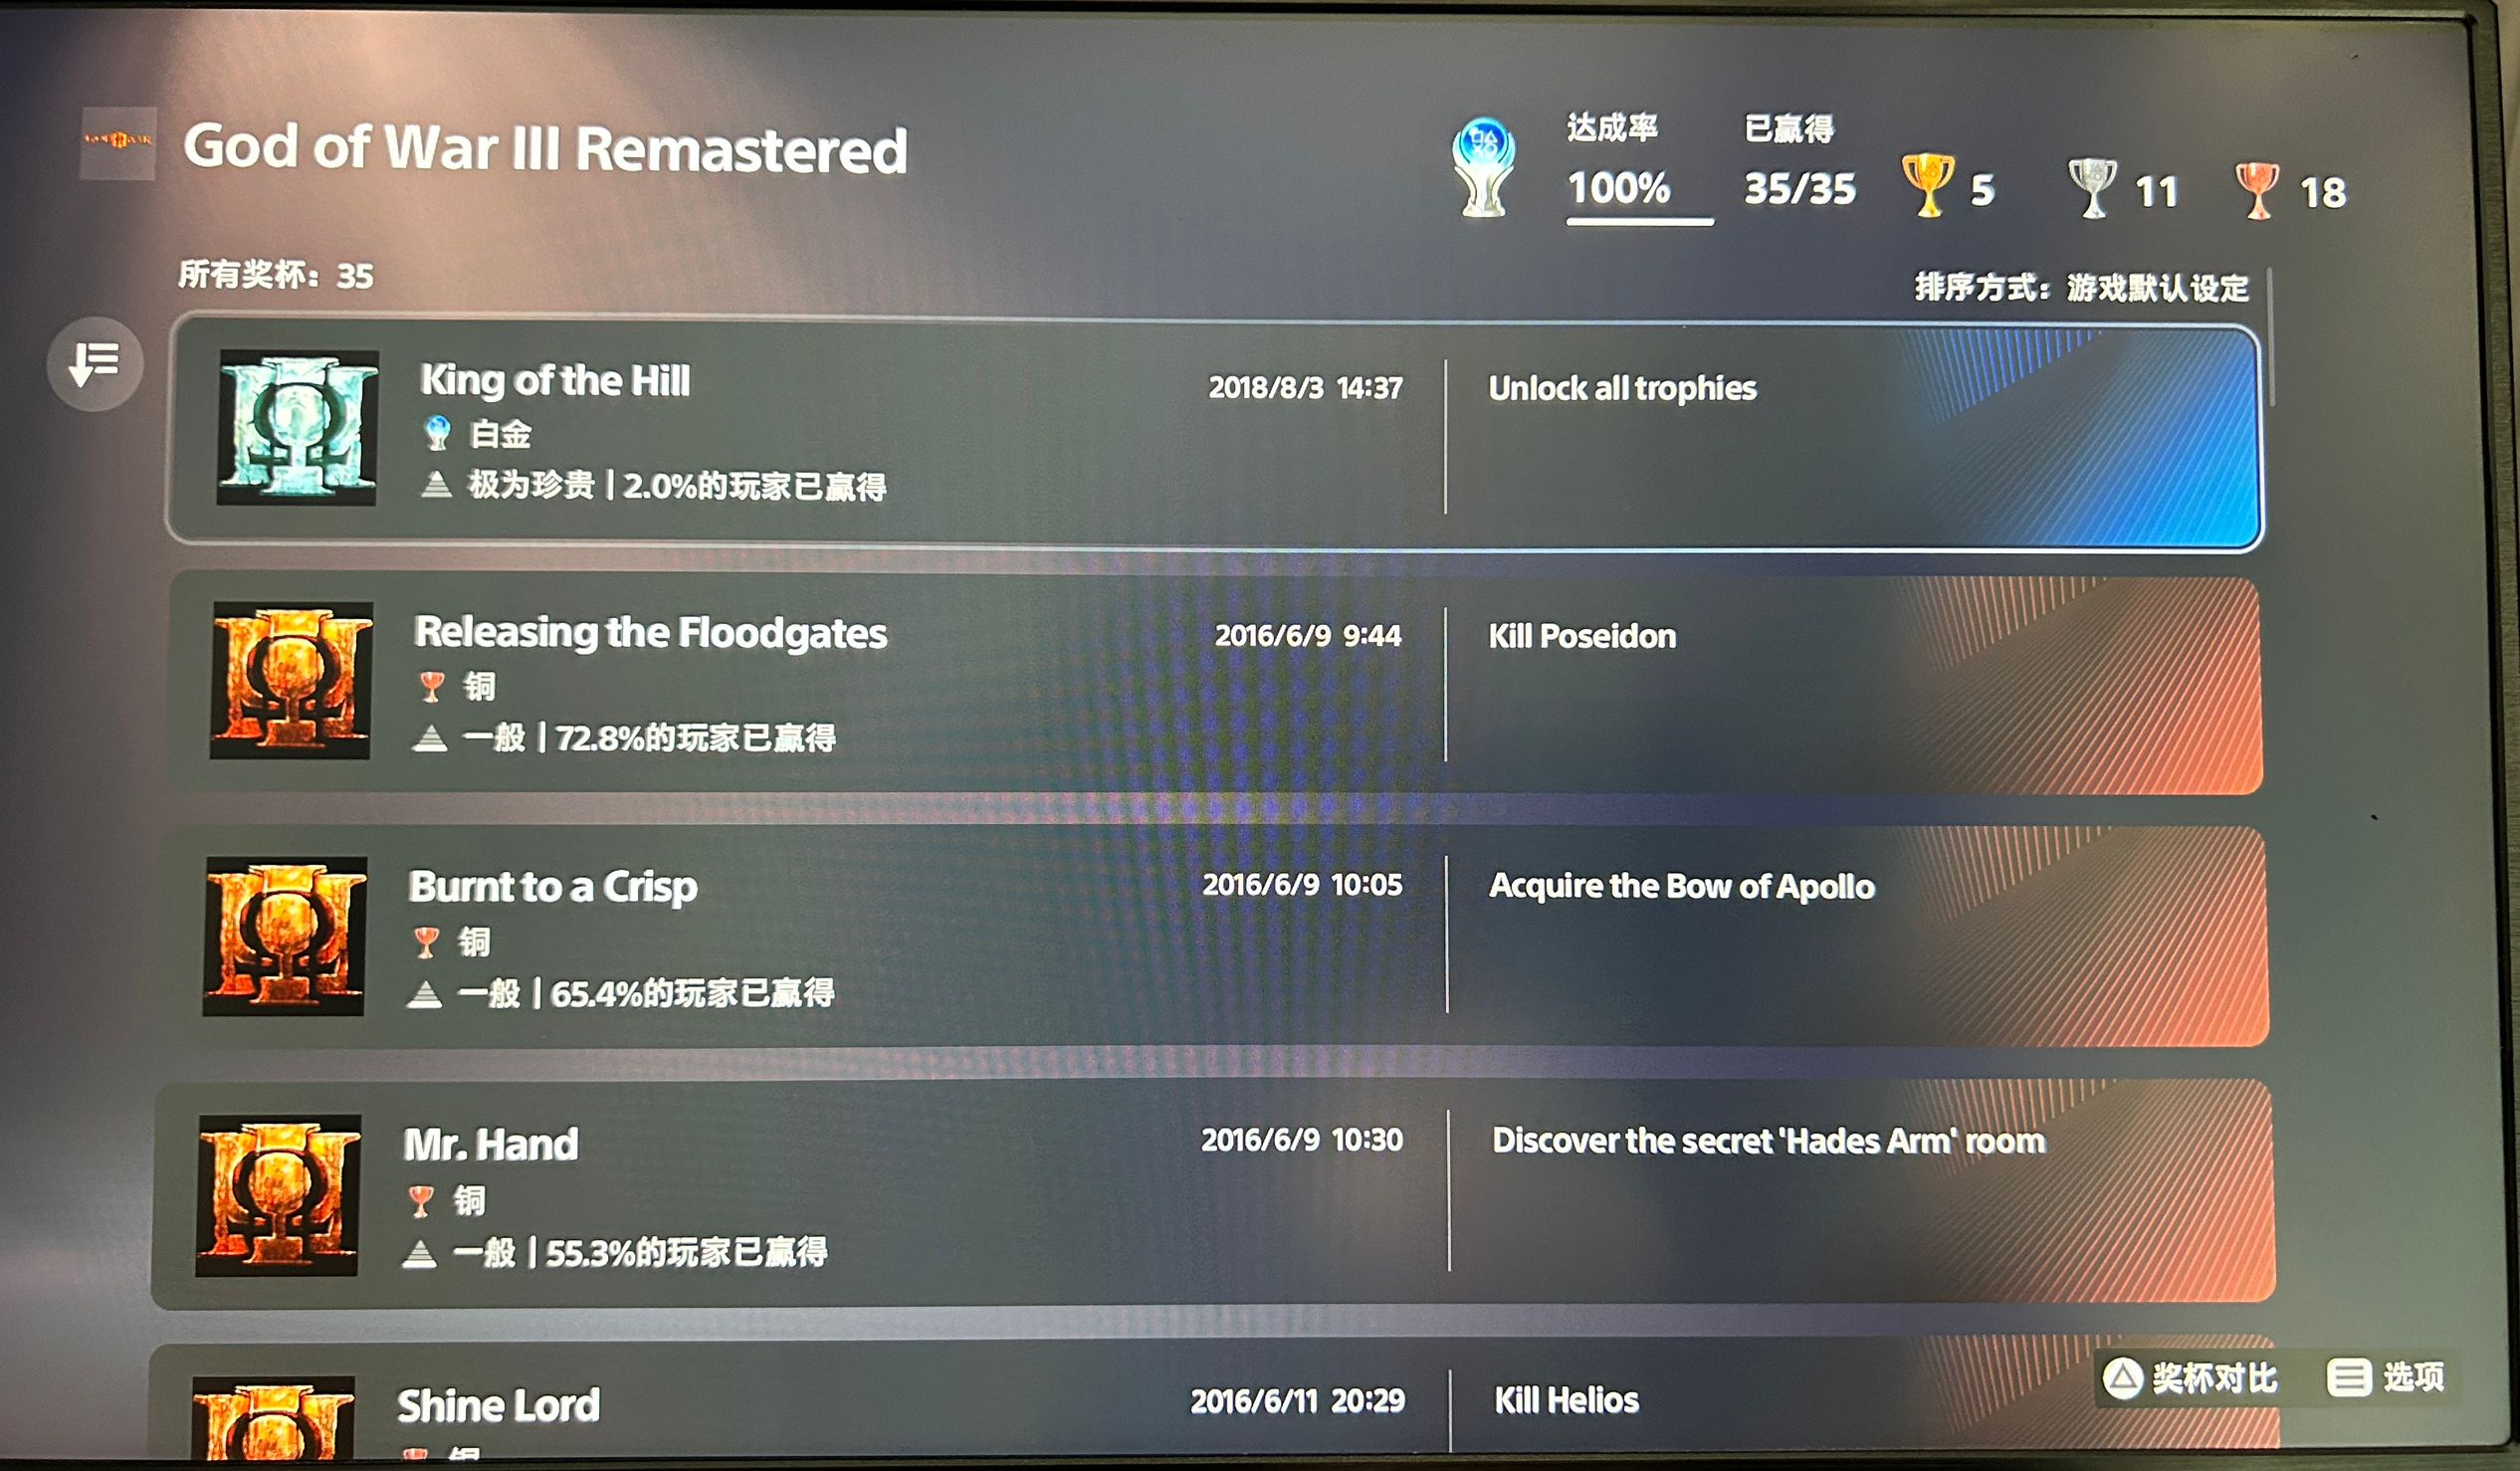 God of War III Remastered
达成率
100%
已赢得
35/35
5
11
18
所有奖杯：35
排序方式：游戏默认设定
King of the Hill
2018/8/3 14:37
Unlock all trophies
白金
极为珍贵 | 2.0%的玩家已赢得
Releasing the Floodgates
2016/6/9 9:44
Kill Poseidon
铜
一般 | 72.8%的玩家已赢得
Burnt to a Crisp
2016/6/9 10:05
Acquire the Bow of Apollo
铜
一般 | 65.4%的玩家已赢得
Mr. Hand
2016/6/9 10:30
Discover the secret 'Hades Arm' room
铜
一般 | 55.3%的玩家已赢得
Shine Lord
2016/6/11 20:29
Kill Helios
奖杯对比
选项